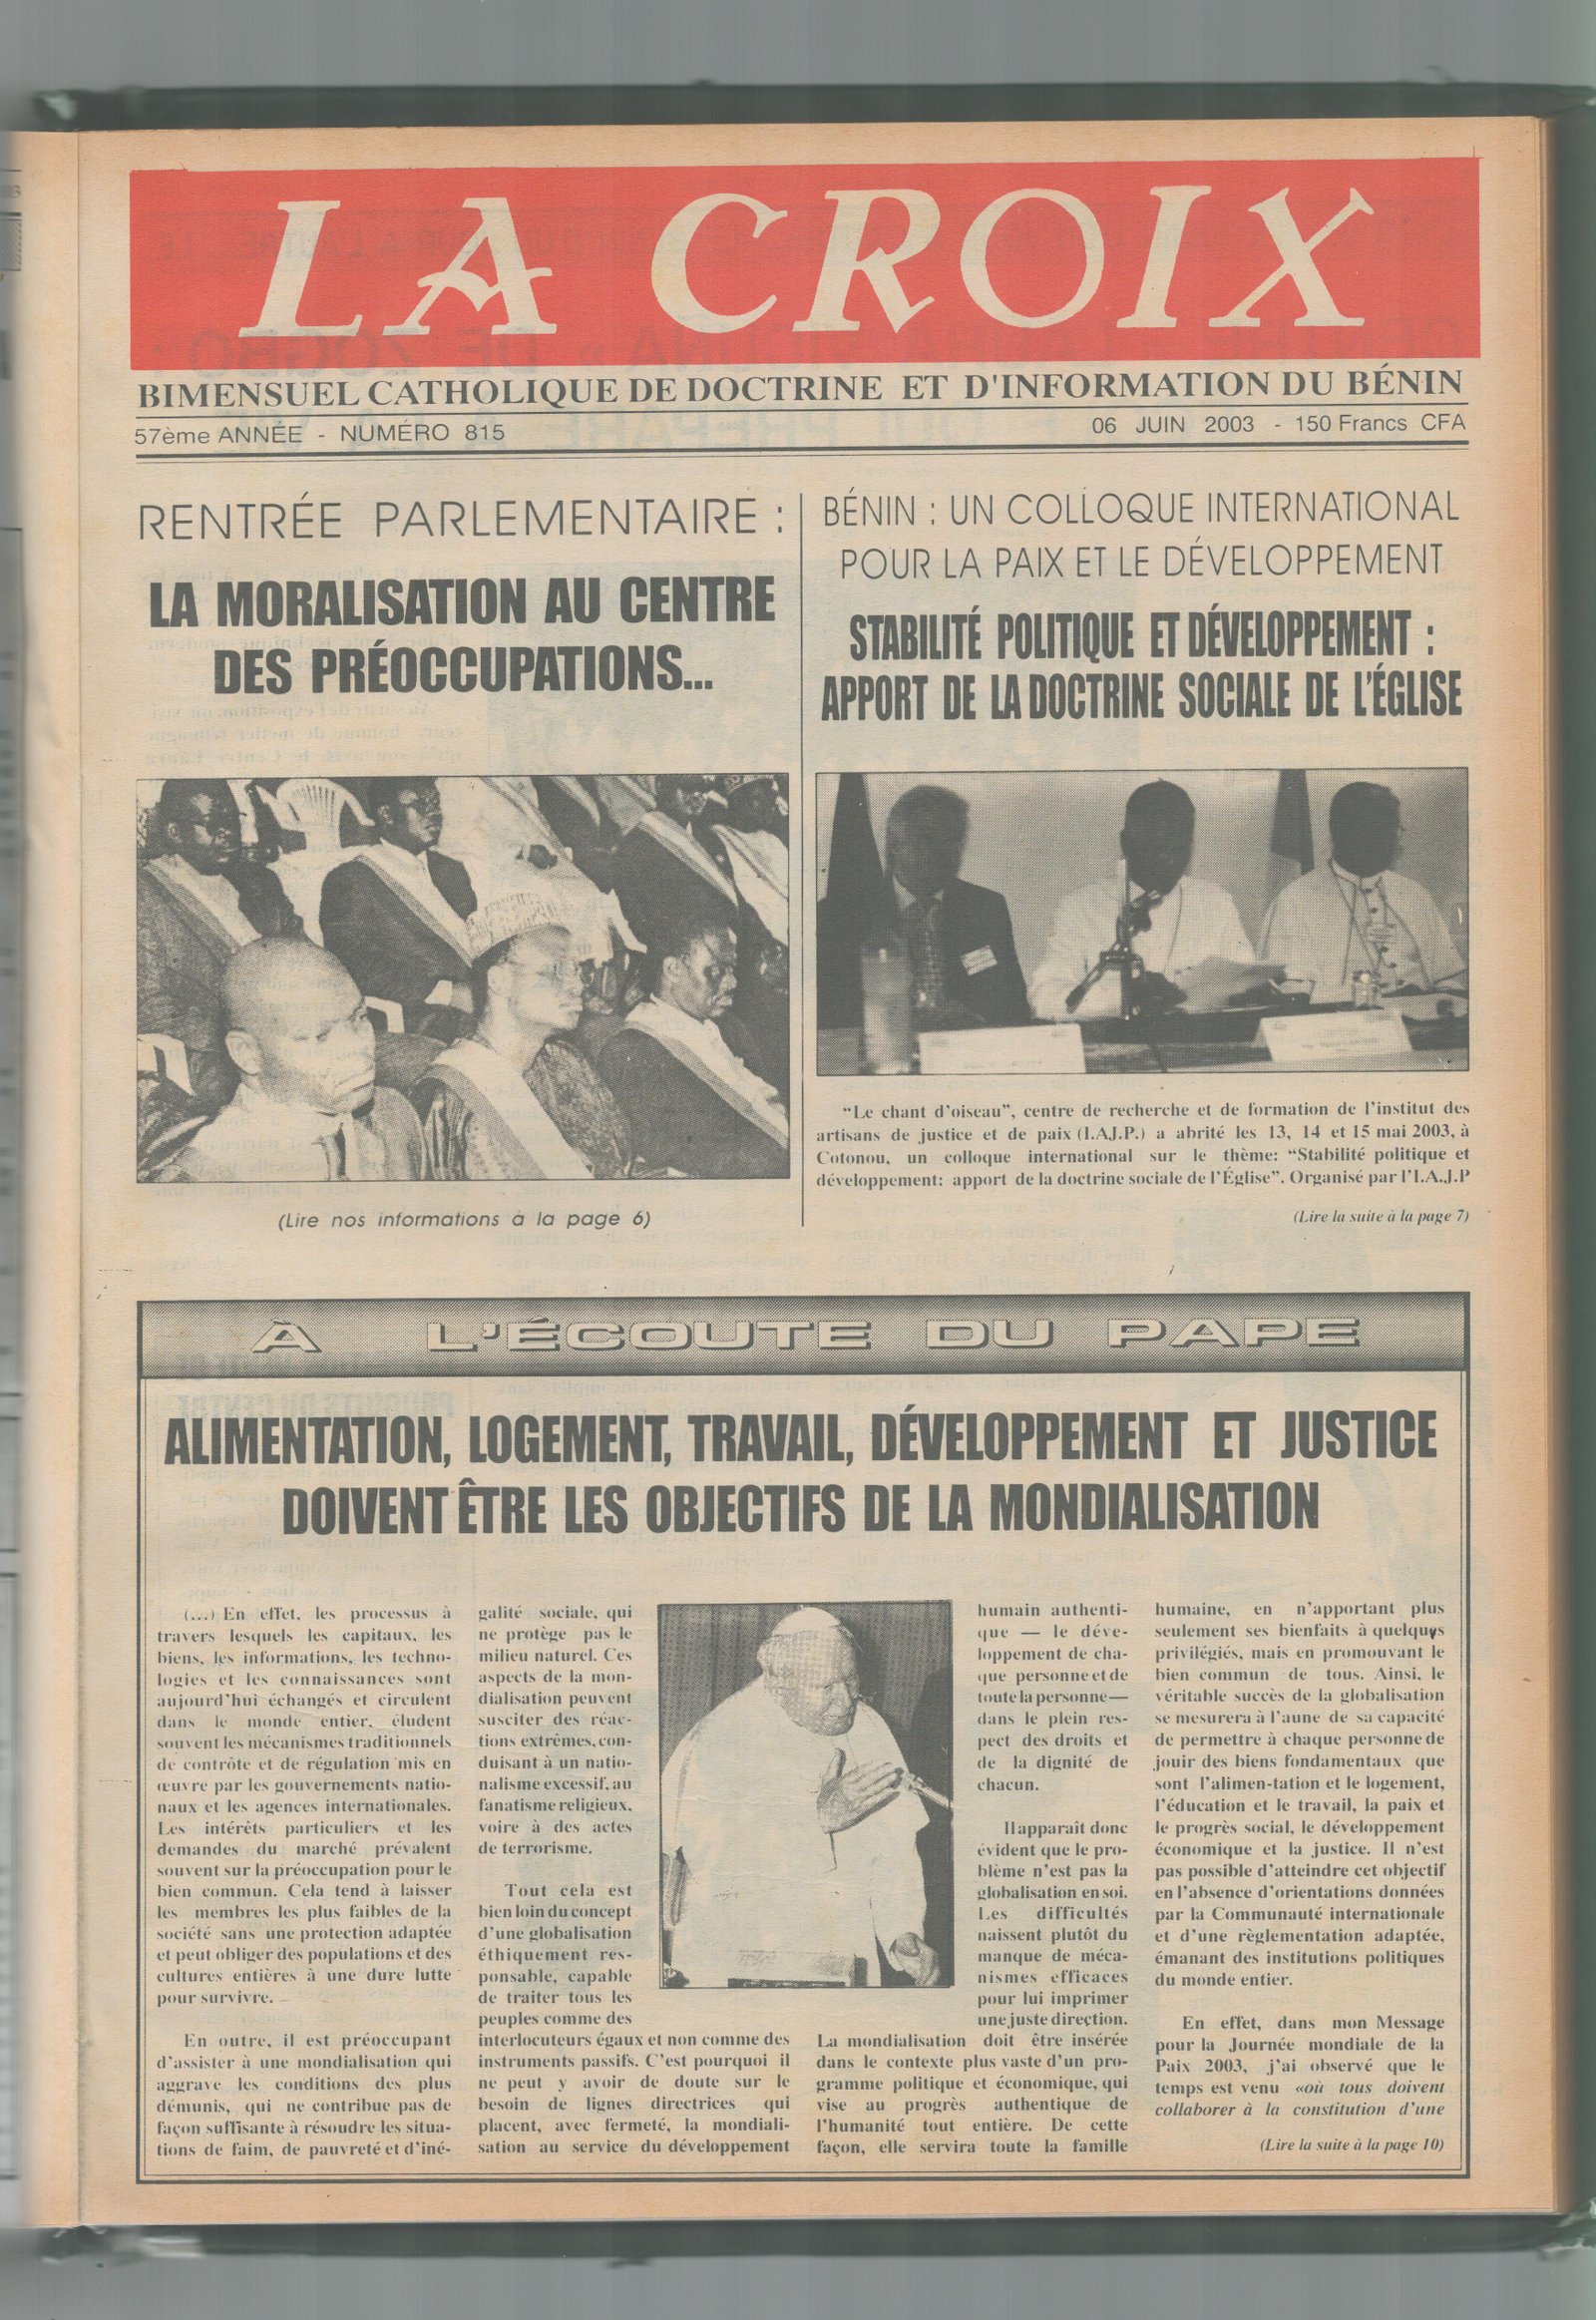 LA CROIX
BIMENSUEL CATHOLIQUE DE DOCTRINE ET D'INFORMATION DU BÉNIN
57ème ANNÉE - NUMÉRO 815
06 JUIN 2003 - 150 Francs CFA
RENTRÉE PARLEMENTAIRE :
LA MORALISATION AU CENTRE
DES PRÉOCCUPATIONS...
(Lire nos informations à la page 6)
BÉNIN : UN COLLOQUE INTERNATIONAL
POUR LA PAIX ET LE DÉVELOPPEMENT
STABILITÉ POLITIQUE ET DÉVELOPPEMENT :
APPORT DE LA DOCTRINE SOCIALE DE L'ÉGLISE
“Le chant d’oiseau”, centre de recherche et de formation de l’institut des
artisans de justice et de paix (I.A.J.P.) a abrité les 13, 14 et 15 mai 2003, à
Cotonou, un colloque international sur le thème: “Stabilité politique et
développement: apport de la doctrine sociale de l’Église”. Organisé par l’I.A.J.P
(Lire la suite à la page 7)
À L'ÉCOUTE DU PAPE
ALIMENTATION, LOGEMENT, TRAVAIL, DÉVELOPPEMENT ET JUSTICE
DOIVENT ÊTRE LES OBJECTIFS DE LA MONDIALISATION
(...) En effet, les processus à
travers lesquels les capitaux, les
biens, les informations, les techno-
logies et les connaissances sont
aujourd’hui échangés et circulent
dans le monde entier, éludent
souvent les mécanismes traditionnels
de contrôte et de régulation mis en
œuvre par les gouvernements natio-
naux et les agences internationales.
Les intérêts particuliers et les
demandes du marché prévalent
souvent sur la préoccupation pour le
bien commun. Cela tend à laisser
les membres les plus faibles de la
société sans une protection adaptée
et peut obliger des populations et des
cultures entières à une dure lutte
pour survivre.
En outre, il est préoccupant
d’assister à une mondialisation qui
aggrave les conditions des plus
démunis, qui ne contribue pas de
façon suffisante à résoudre les situa-
tions de faim, de pauvreté et d’iné-
galité sociale, qui
ne protège pas le
milieu naturel. Ces
aspects de la mon-
dialisation peuvent
susciter des réac-
tions extrêmes, con-
duisant à un natio-
nalisme excessif, au
fanatisme religieux,
voire à des actes
de terrorisme.
Tout cela est
bien loin du concept
d’une globalisation
éthiquement res-
ponsable, capable
de traiter tous les
peuples comme des
interlocuteurs égaux et non comme des
instruments passifs. C’est pourquoi il
ne peut y avoir de doute sur le
besoin de lignes directrices qui
placent, avec fermeté, la mondiali-
sation au service du développement
humain authenti-
que — le déve-
loppement de cha-
que personne et de
toute la personne —
dans le plein res-
pect des droits et
de la dignité de
chacun.
Il apparaît donc
évident que le pro-
blème n’est pas la
globalisation en soi.
Les difficultés
naissent plutôt du
manque de méca-
nismes efficaces
pour lui imprimer
une juste direction.
La mondialisation doit être insérée
dans le contexte plus vaste d’un pro-
gramme politique et économique, qui
vise au progrès authentique de
l’humanité tout entière. De cette
façon, elle servira toute la famille
humaine, en n’apportant plus
seulement ses bienfaits à quelques
privilégiés, mais en promouvant le
bien commun de tous. Ainsi, le
véritable succès de la globalisation
se mesurera à l’aune de sa capacité
de permettre à chaque personne de
jouir des biens fondamentaux que
sont l’alimen-tation et le logement,
l’éducation et le travail, la paix et
le progrès social, le développement
économique et la justice. Il n’est
pas possible d’atteindre cet objectif
en l’absence d’orientations données
par la Communauté internationale
et d’une règlementation adaptée,
émanant des institutions politiques
du monde entier.
En effet, dans mon Message
pour la Journée mondiale de la
Paix 2003, j’ai observé que le
temps est venu «où tous doivent
collaborer à la constitution d’une
(Lire la suite à la page 10)